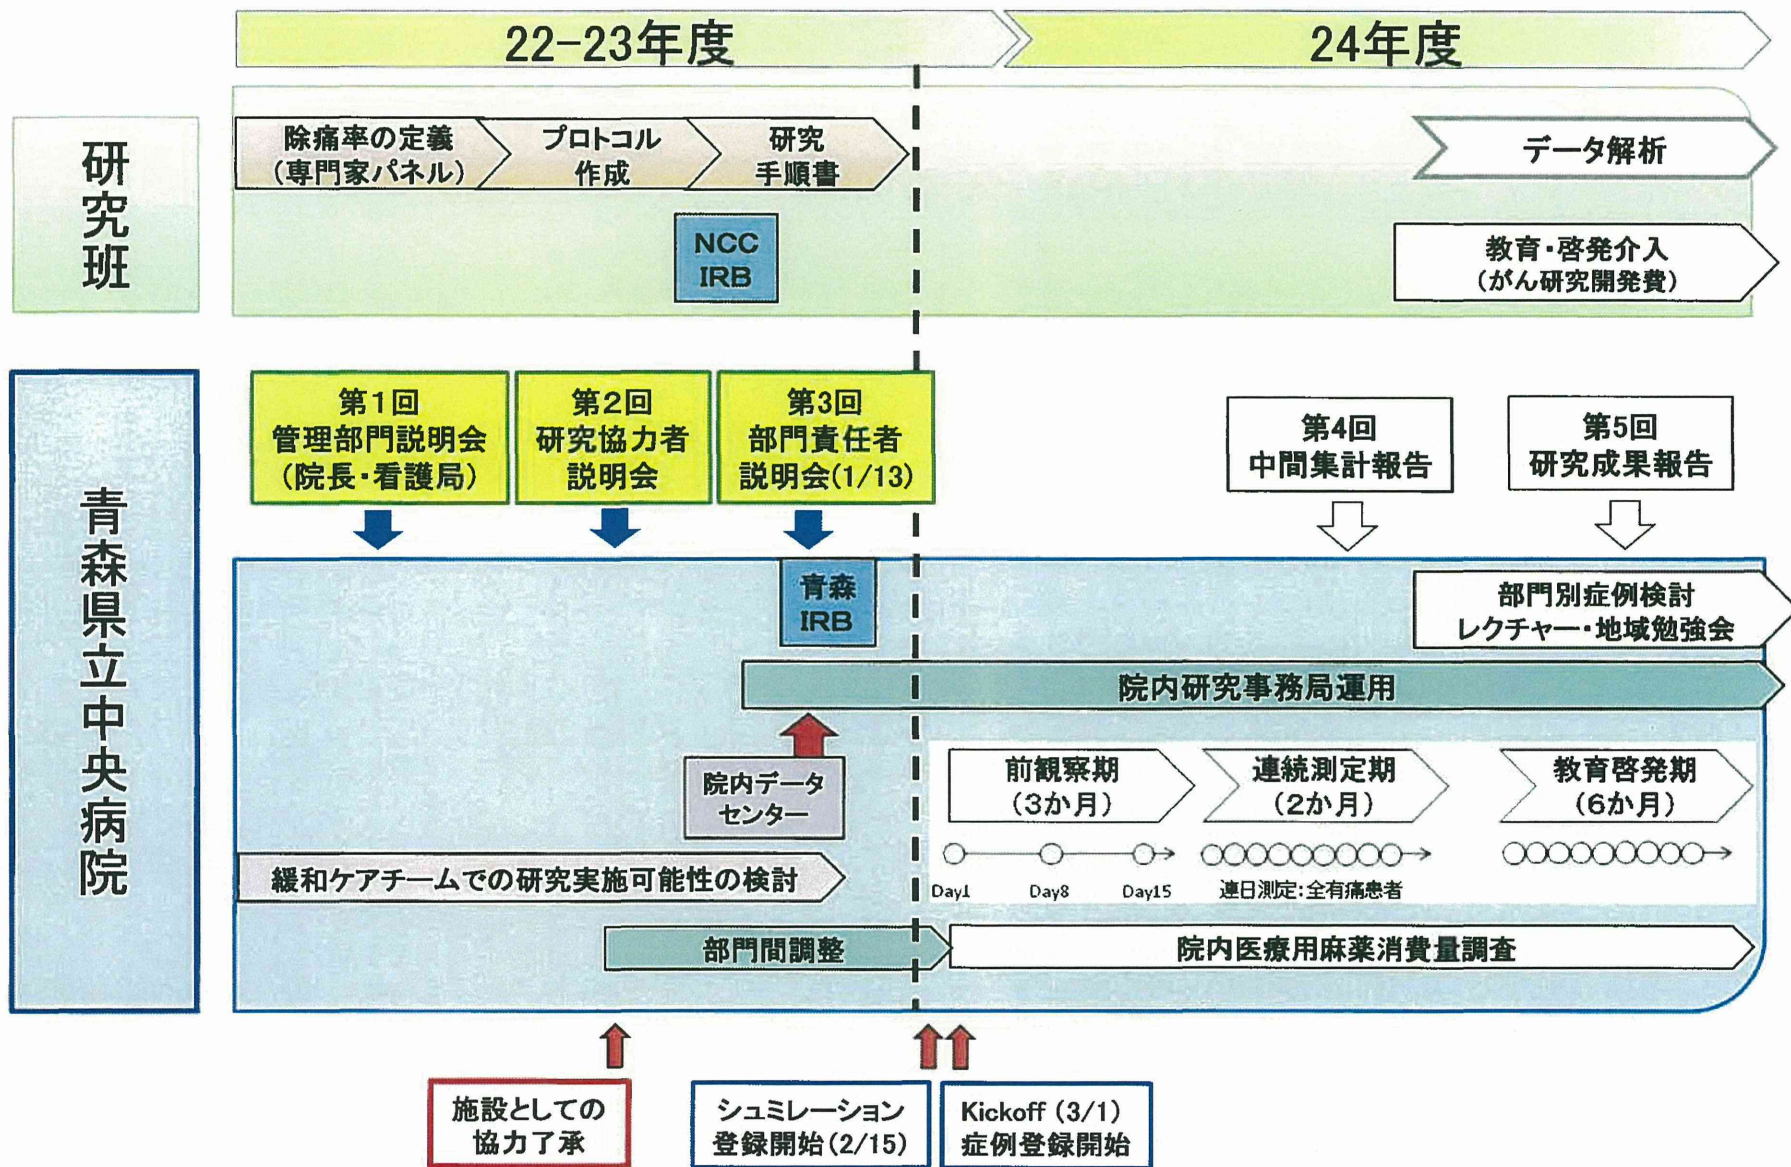 22-23年度
24年度
研究班
除痛率の定義
(専門家パネル)
プロトコル
作成
研究
手順書
データ解析
NCC
IRB
教育・啓発介入
(がん研究開発費)
青森県立中央病院
第1回
管理部門説明会
(院長・看護局)
第2回
研究協力者
説明会
第3回
部門責任者
説明会(1/13)
第4回
中間集計報告
第5回
研究成果報告
青森
IRB
部門別症例検討
レクチャー・地域勉強会
院内研究事務局運用
院内データ
センター
前観察期
(3か月)
連続測定期
(2か月)
教育啓発期
(6か月)
緩和ケアチームでの研究実施可能性の検討
Day1
Day8
Day15
連日測定:全有痛患者
部門間調整
院内医療用麻薬消費量調査
施設としての
協力了承
シュミレーション
登録開始(2/15)
Kickoff (3/1)
症例登録開始